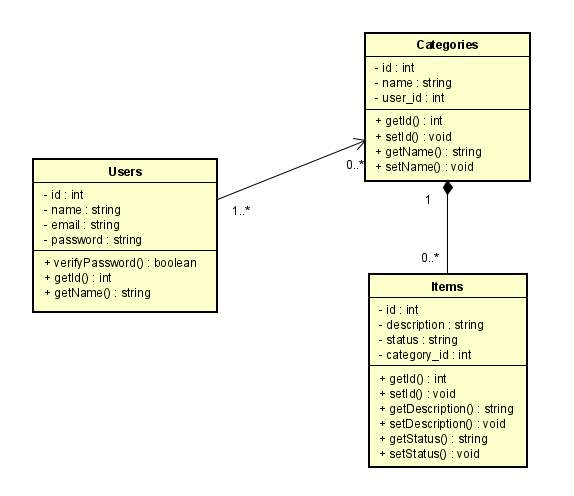 Categories
- id : int
- name : string
- user_id : int
+ getId() : int
+ setId() : void
+ getName() : string
+ setName() : void
0..*
1..*
Users
- id : int
- name : string
- email : string
- password : string
+ verifyPassword() : boolean
+ getId() : int
+ getName() : string
1
0..*
Items
- id : int
- description : string
- status : string
- category_id : int
+ getId() : int
+ setId() : void
+ getDescription() : string
+ setDescription() : void
+ getStatus() : string
+ setStatus() : void